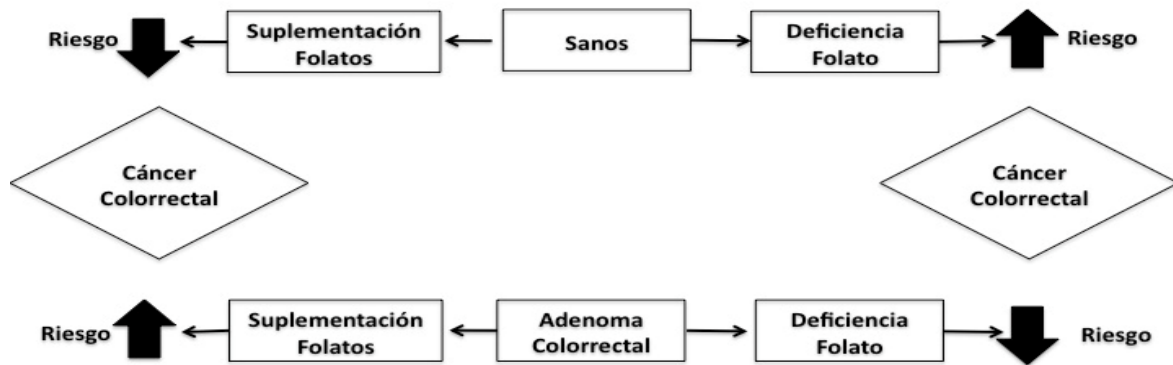 Riesgo
Suplementación
Folatos
Sanos
Deficiencia
Folato
Riesgo
Cáncer
Colorrectal
Cáncer
Colorrectal
Riesgo
Suplementación
Folatos
Adenoma
Colorrectal
Deficiencia
Folato
Riesgo